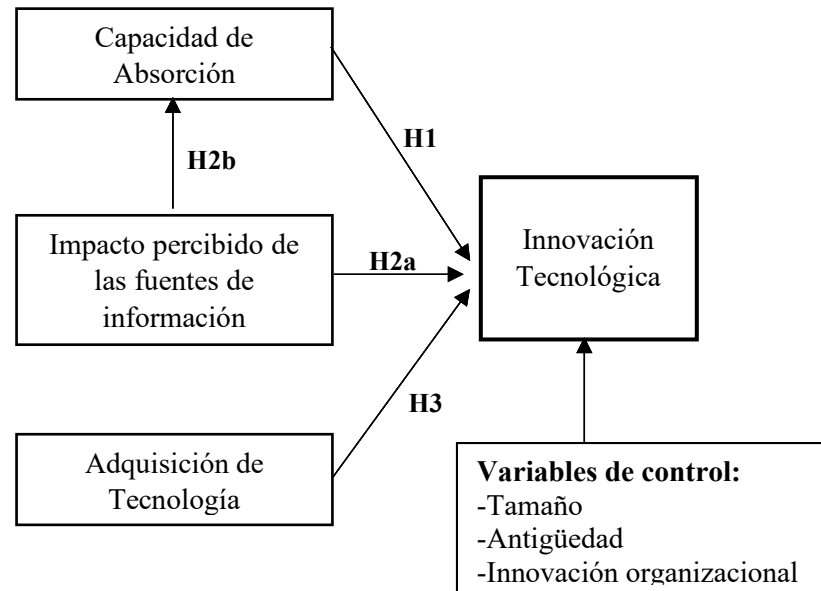 Capacidad de
Absorción
H1
H2b
Impacto percibido de
las fuentes de
información
H2a
Innovación
Tecnológica
H3
Adquisición de
Tecnología
Variables de control:
-Tamaño
-Antigüedad
-Innovación organizacional